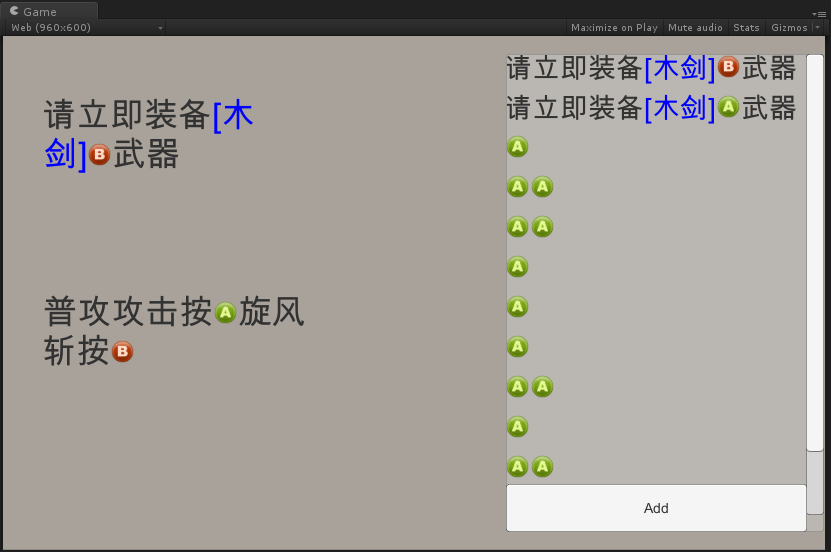 Game
Web (960x600)
Maximize on Play Mute audio Stats Gizmos
请立即装备[木
剑]B武器
普攻攻击按A旋风
斩按B
请立即装备[木剑]B武器
请立即装备[木剑]A武器
A
A A
A A
A
A
A
A A
A
A A
Add